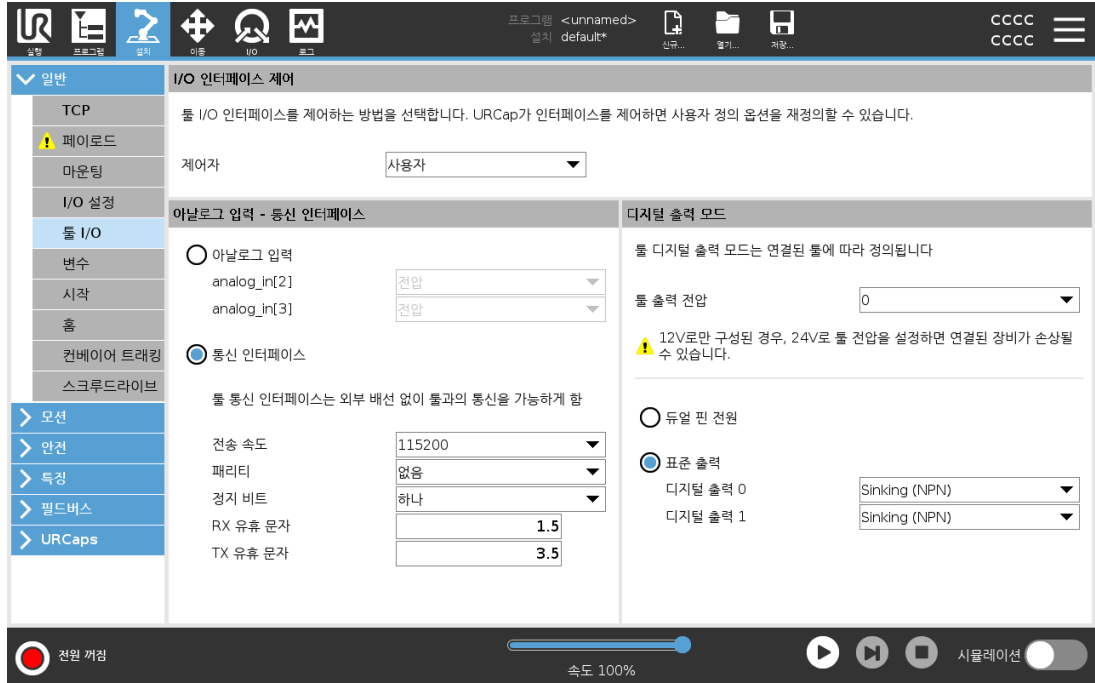 프로그램 <unnamed>
설치 default*
cccc
cccc
실행
프로그램
설치
이동
I/O
로그
신규...
열기...
저장...
일반
TCP
페이로드
마운팅
I/O 설정
툴 I/O
변수
시작
홈
컨베이어 트래킹
스크루드라이브
모션
안전
특징
필드버스
URCaps
I/O 인터페이스 제어
툴 I/O 인터페이스를 제어하는 방법을 선택합니다. URCap가 인터페이스를 제어하면 사용자 정의 옵션을 재정의할 수 있습니다.
제어자 사용자
아날로그 입력 - 통신 인터페이스
아날로그 입력
analog_in[2] 전압
analog_in[3] 전압
통신 인터페이스
툴 통신 인터페이스는 외부 배선 없이 툴과의 통신을 가능하게 함
전송 속도 115200
패리티 없음
정지 비트 하나
RX 유휴 문자 1.5
TX 유휴 문자 3.5
디지털 출력 모드
툴 디지털 출력 모드는 연결된 툴에 따라 정의됩니다
툴 출력 전압 0
12V로만 구성된 경우, 24V로 툴 전압을 설정하면 연결된 장비가 손상될
수 있습니다.
듀얼 핀 전원
표준 출력
디지털 출력 0 Sinking (NPN)
디지털 출력 1 Sinking (NPN)
전원 꺼짐
속도 100%
시뮬레이션